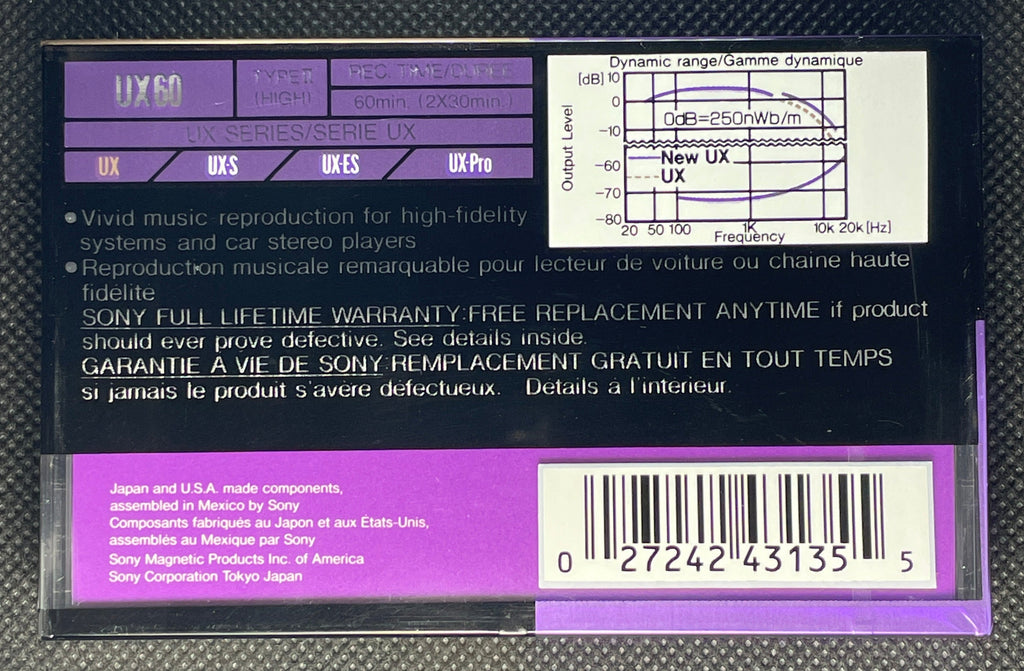 UX60
TYPE II
(HIGH)
REC. TIME/DURÉE
60min. (2X30min.)
UX SERIES/SERIE UX
UX
UX-S
UX-ES
UX-Pro
Dynamic range/Gamme dynamique
[dB]
10
0
-10
-60
-70
-80
Output Level
0dB=250nWb/m
New UX
UX
20 50 100 1K 10k 20k [Hz]
Frequency
• Vivid music reproduction for high-fidelity
systems and car stereo players
• Reproduction musicale remarquable pour lecteur de voiture ou chaine haute
fidélite
SONY FULL LIFETIME WARRANTY:FREE REPLACEMENT ANYTIME if product
should ever prove defective. See details inside.
GARANTIE À VIE DE SONY:REMPLACEMENT GRATUIT EN TOUT TEMPS
si jamais le produit s'avère défectueux. Détails à l'interieur.
Japan and U.S.A. made components,
assembled in Mexico by Sony
Composants fabriqués au Japon et aux États-Unis,
assemblés au Mexique par Sony
Sony Magnetic Products Inc. of America
Sony Corporation Tokyo Japan
0 27242 43135 5